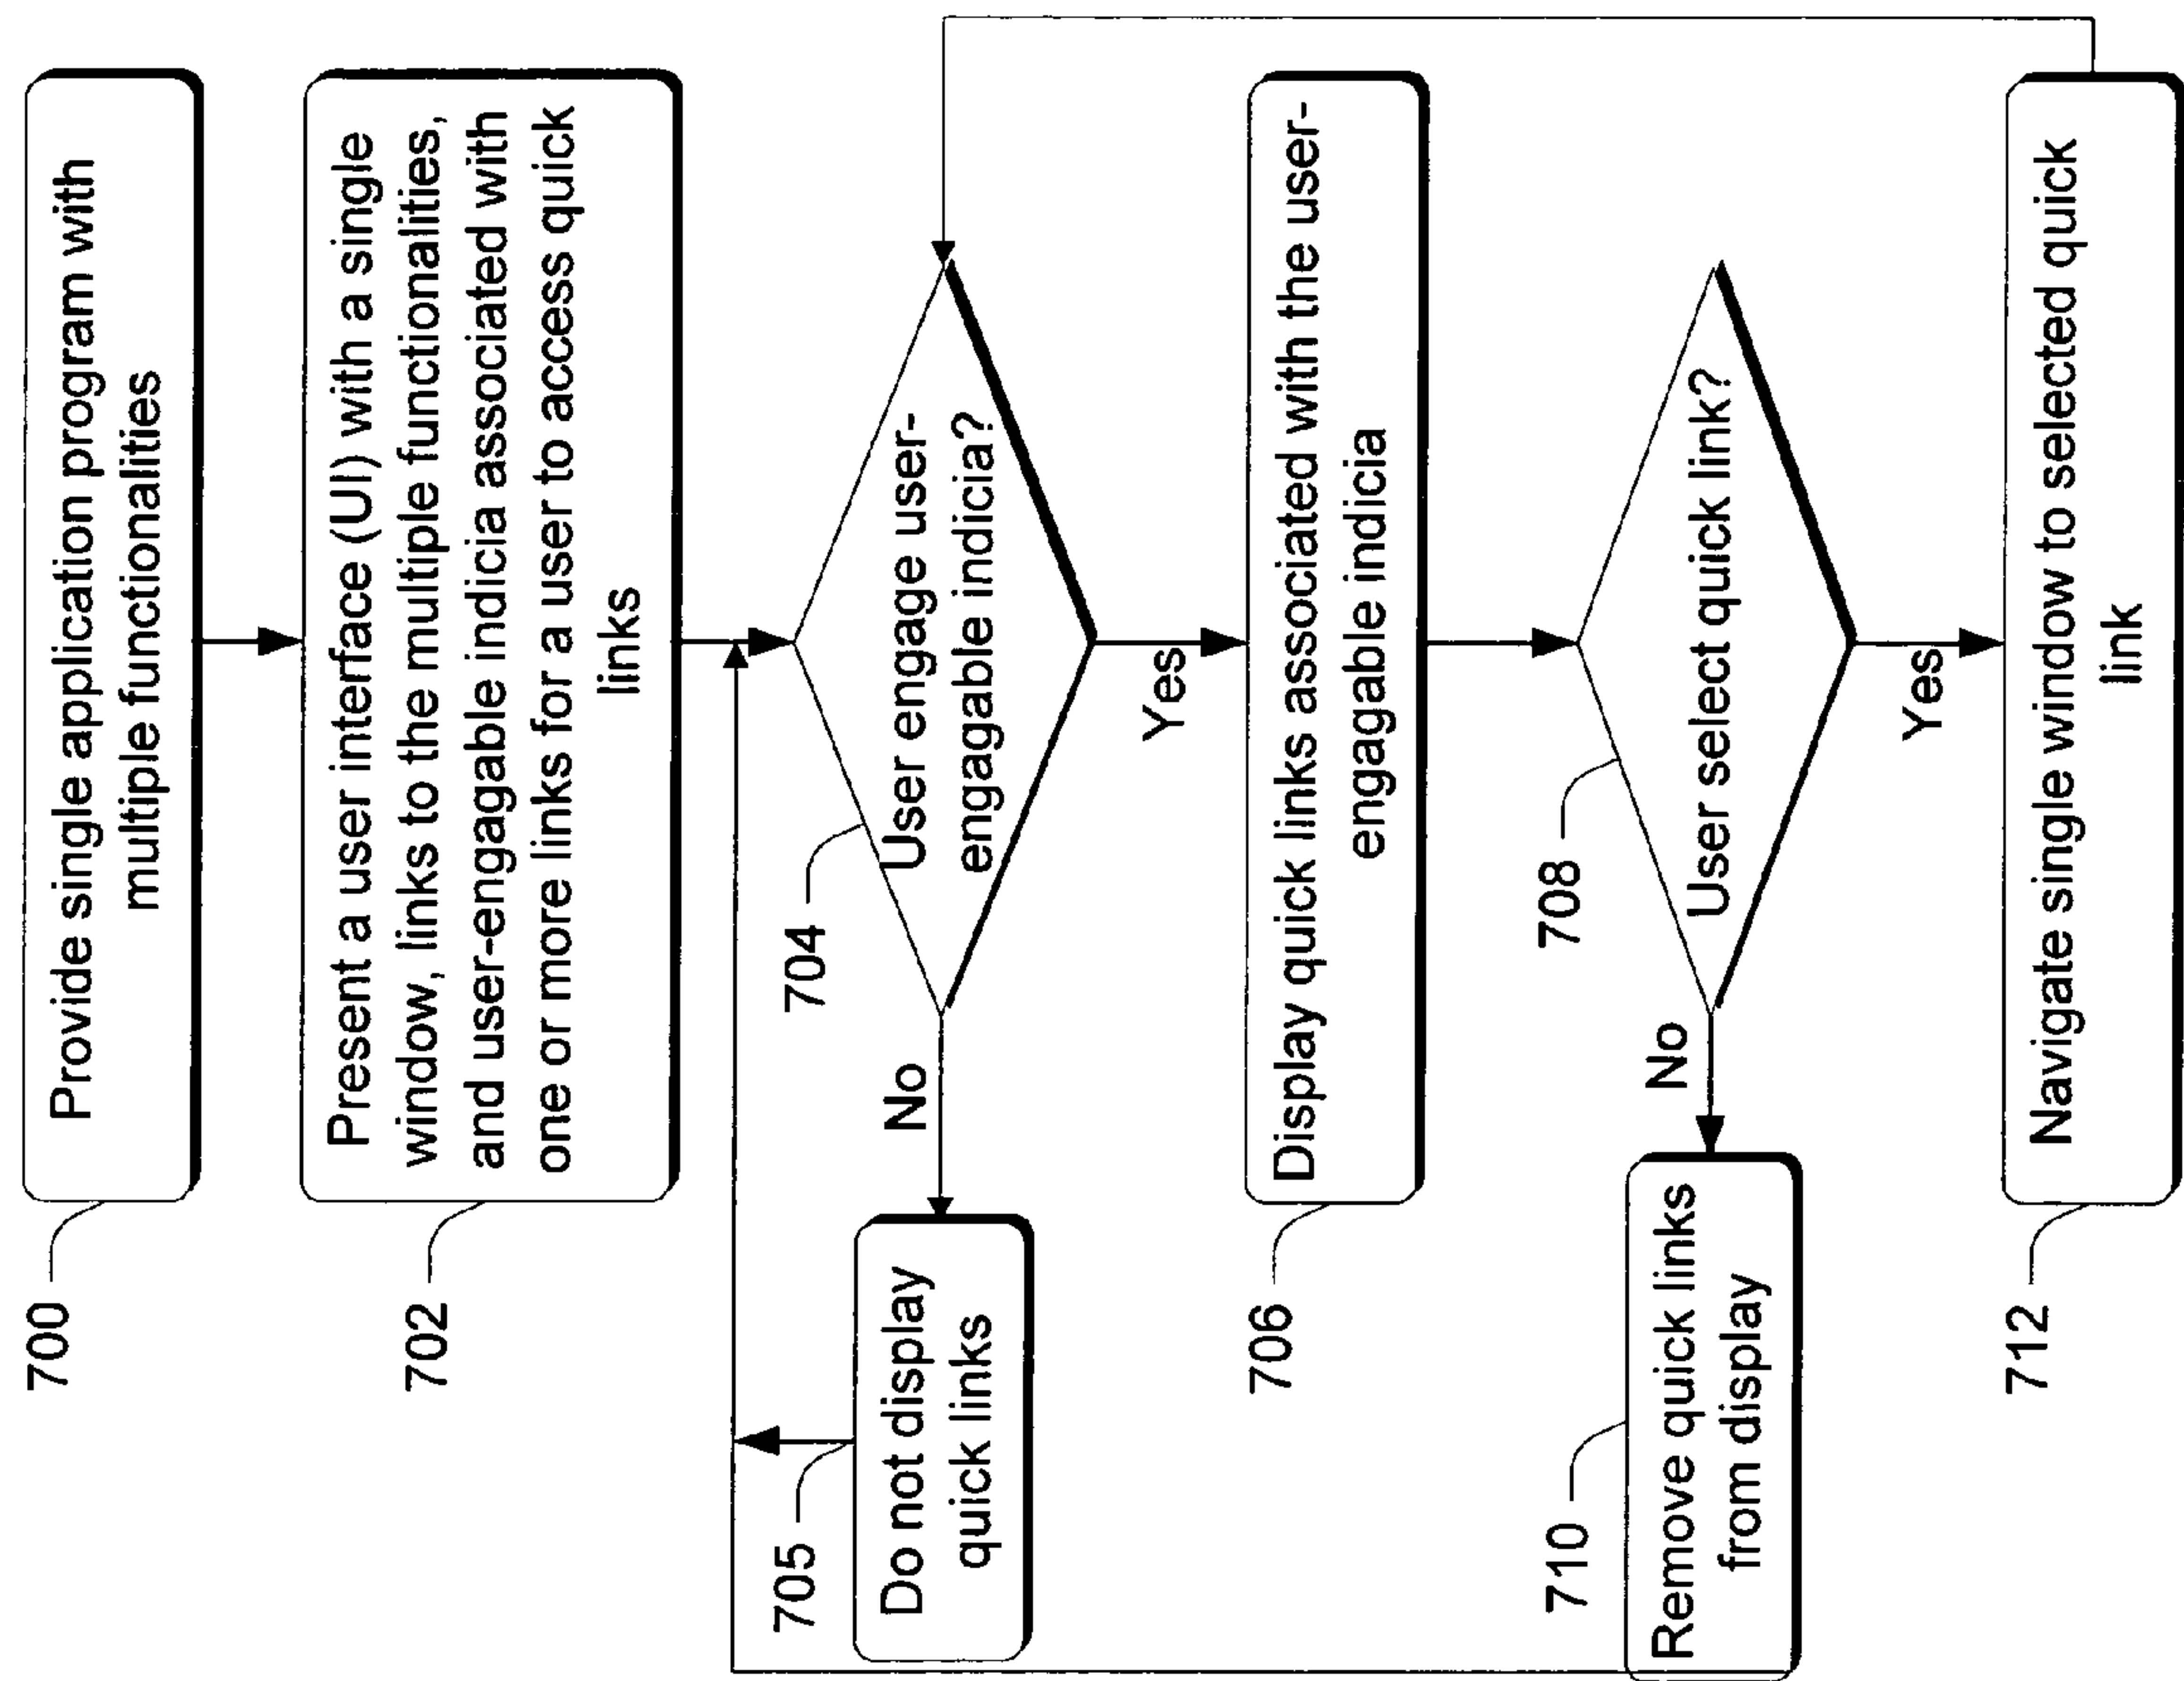 700
Provide single application program with
multiple functionalities
702
Present a user interface (UI) with a single
window, links to the multiple functionalities,
and user-engagable indicia associated with
one or more links for a user to access quick
links
704
User engage user-
engagable indicia?
No
Yes
705
Do not display
quick links
706
Display quick links associated with the user-
engagable indicia
708
User select quick link?
No
Yes
710
Remove quick links
from display
712
Navigate single window to selected quick
link